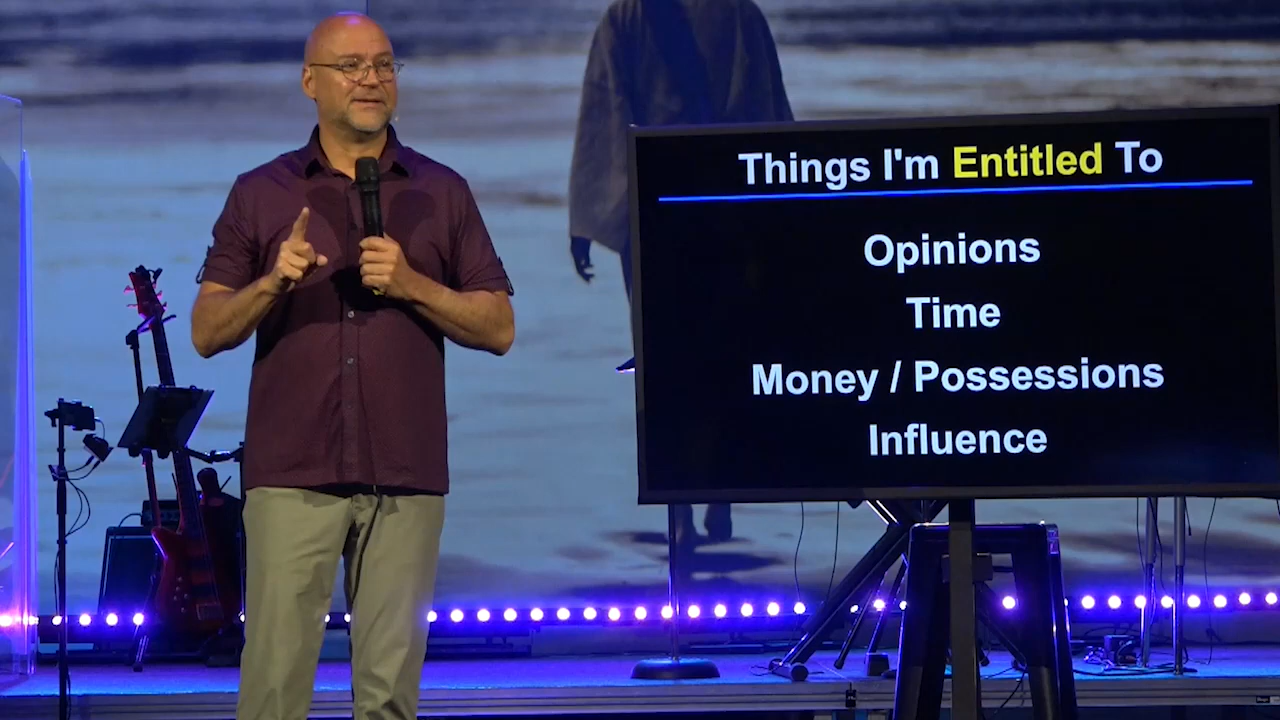 Things I'm Entitled To
Opinions
Time
Money / Possessions
Influence